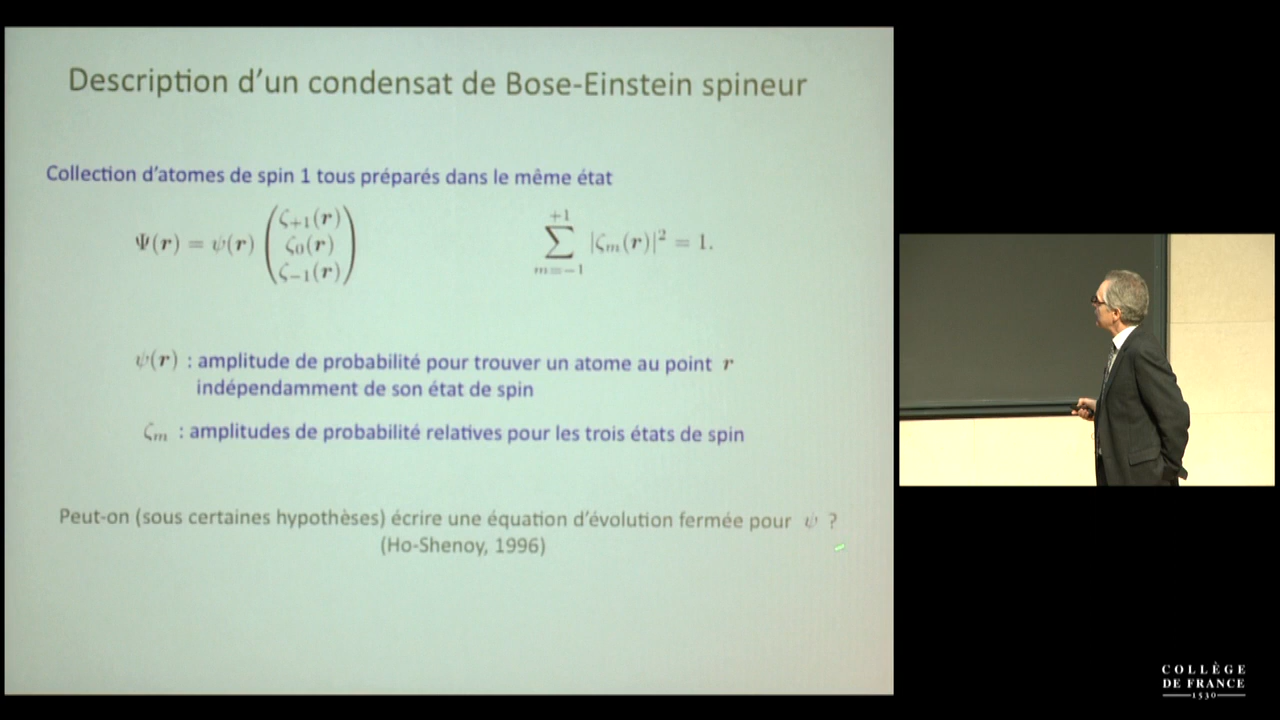 Description d'un condensat de Bose-Einstein spineur
Collection d'atomes de spin 1 tous préparés dans le même état
Ψ(r) = ψ(r) (ζ+1(r) ζ0(r) ζ−1(r))
+1
∑ |ζm(r)|² = 1.
m=−1
ψ(r) : amplitude de probabilité pour trouver un atome au point r
indépendamment de son état de spin
ζm : amplitudes de probabilité relatives pour les trois états de spin
Peut-on (sous certaines hypothèses) écrire une équation d'évolution fermée pour ψ ?
(Ho-Shenoy, 1996)
COLLÈGE
DE FRANCE
1530